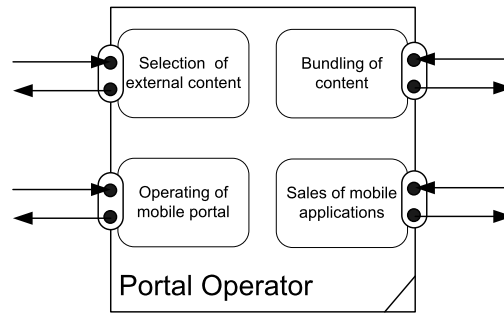 Selection of
external content
Bundling of
content
Operating of
mobile portal
Sales of mobile
applications
Portal Operator